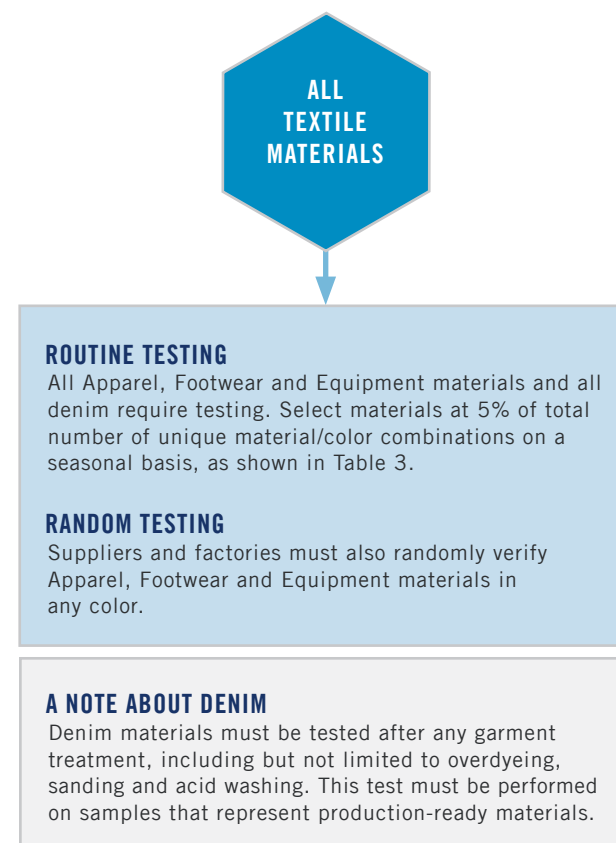 ALL
TEXTILE
MATERIALS
ROUTINE TESTING
All Apparel, Footwear and Equipment materials and all
denim require testing. Select materials at 5% of total
number of unique material/color combinations on a
seasonal basis, as shown in Table 3.
RANDOM TESTING
Suppliers and factories must also randomly verify
Apparel, Footwear and Equipment materials in
any color.
A NOTE ABOUT DENIM
Denim materials must be tested after any garment
treatment, including but not limited to overdyeing,
sanding and acid washing. This test must be performed
on samples that represent production-ready materials.